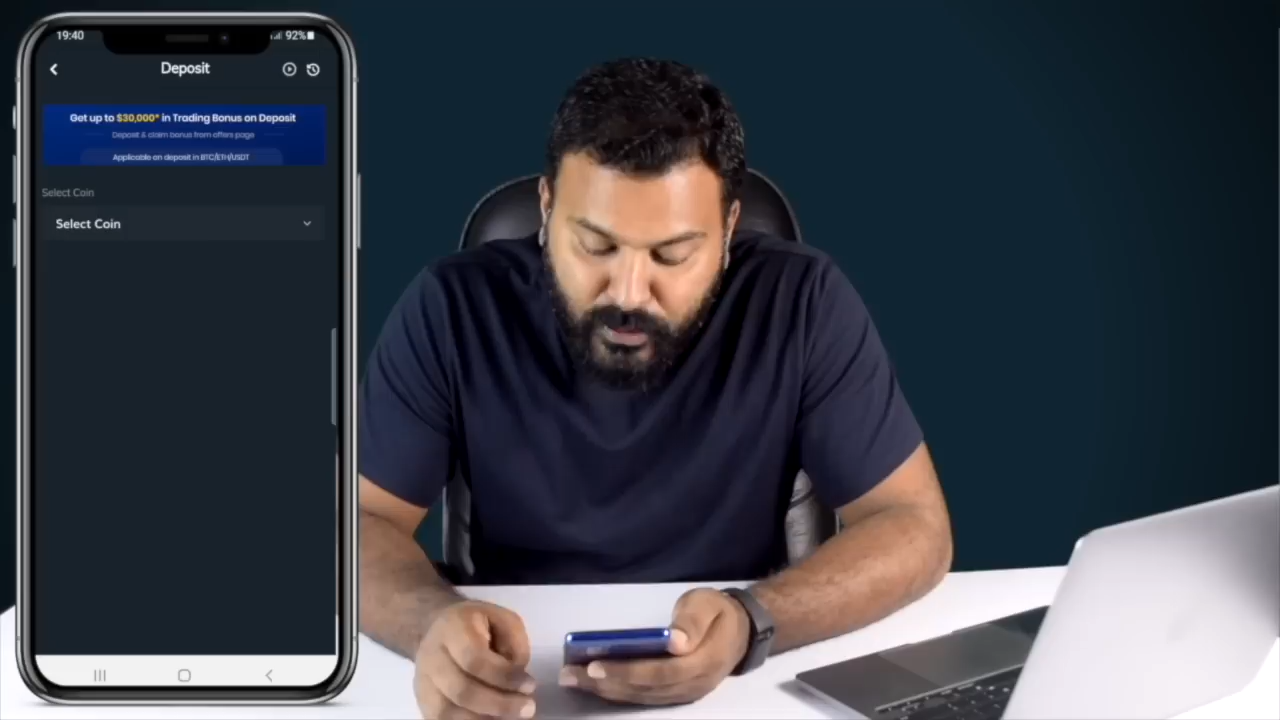 19:40
92%
Deposit
Get up to $30,000* in Trading Bonus on Deposit
Deposit & claim bonus from offers page
Applicable on deposit in BTC/ETH/USDT
Select Coin
Select Coin